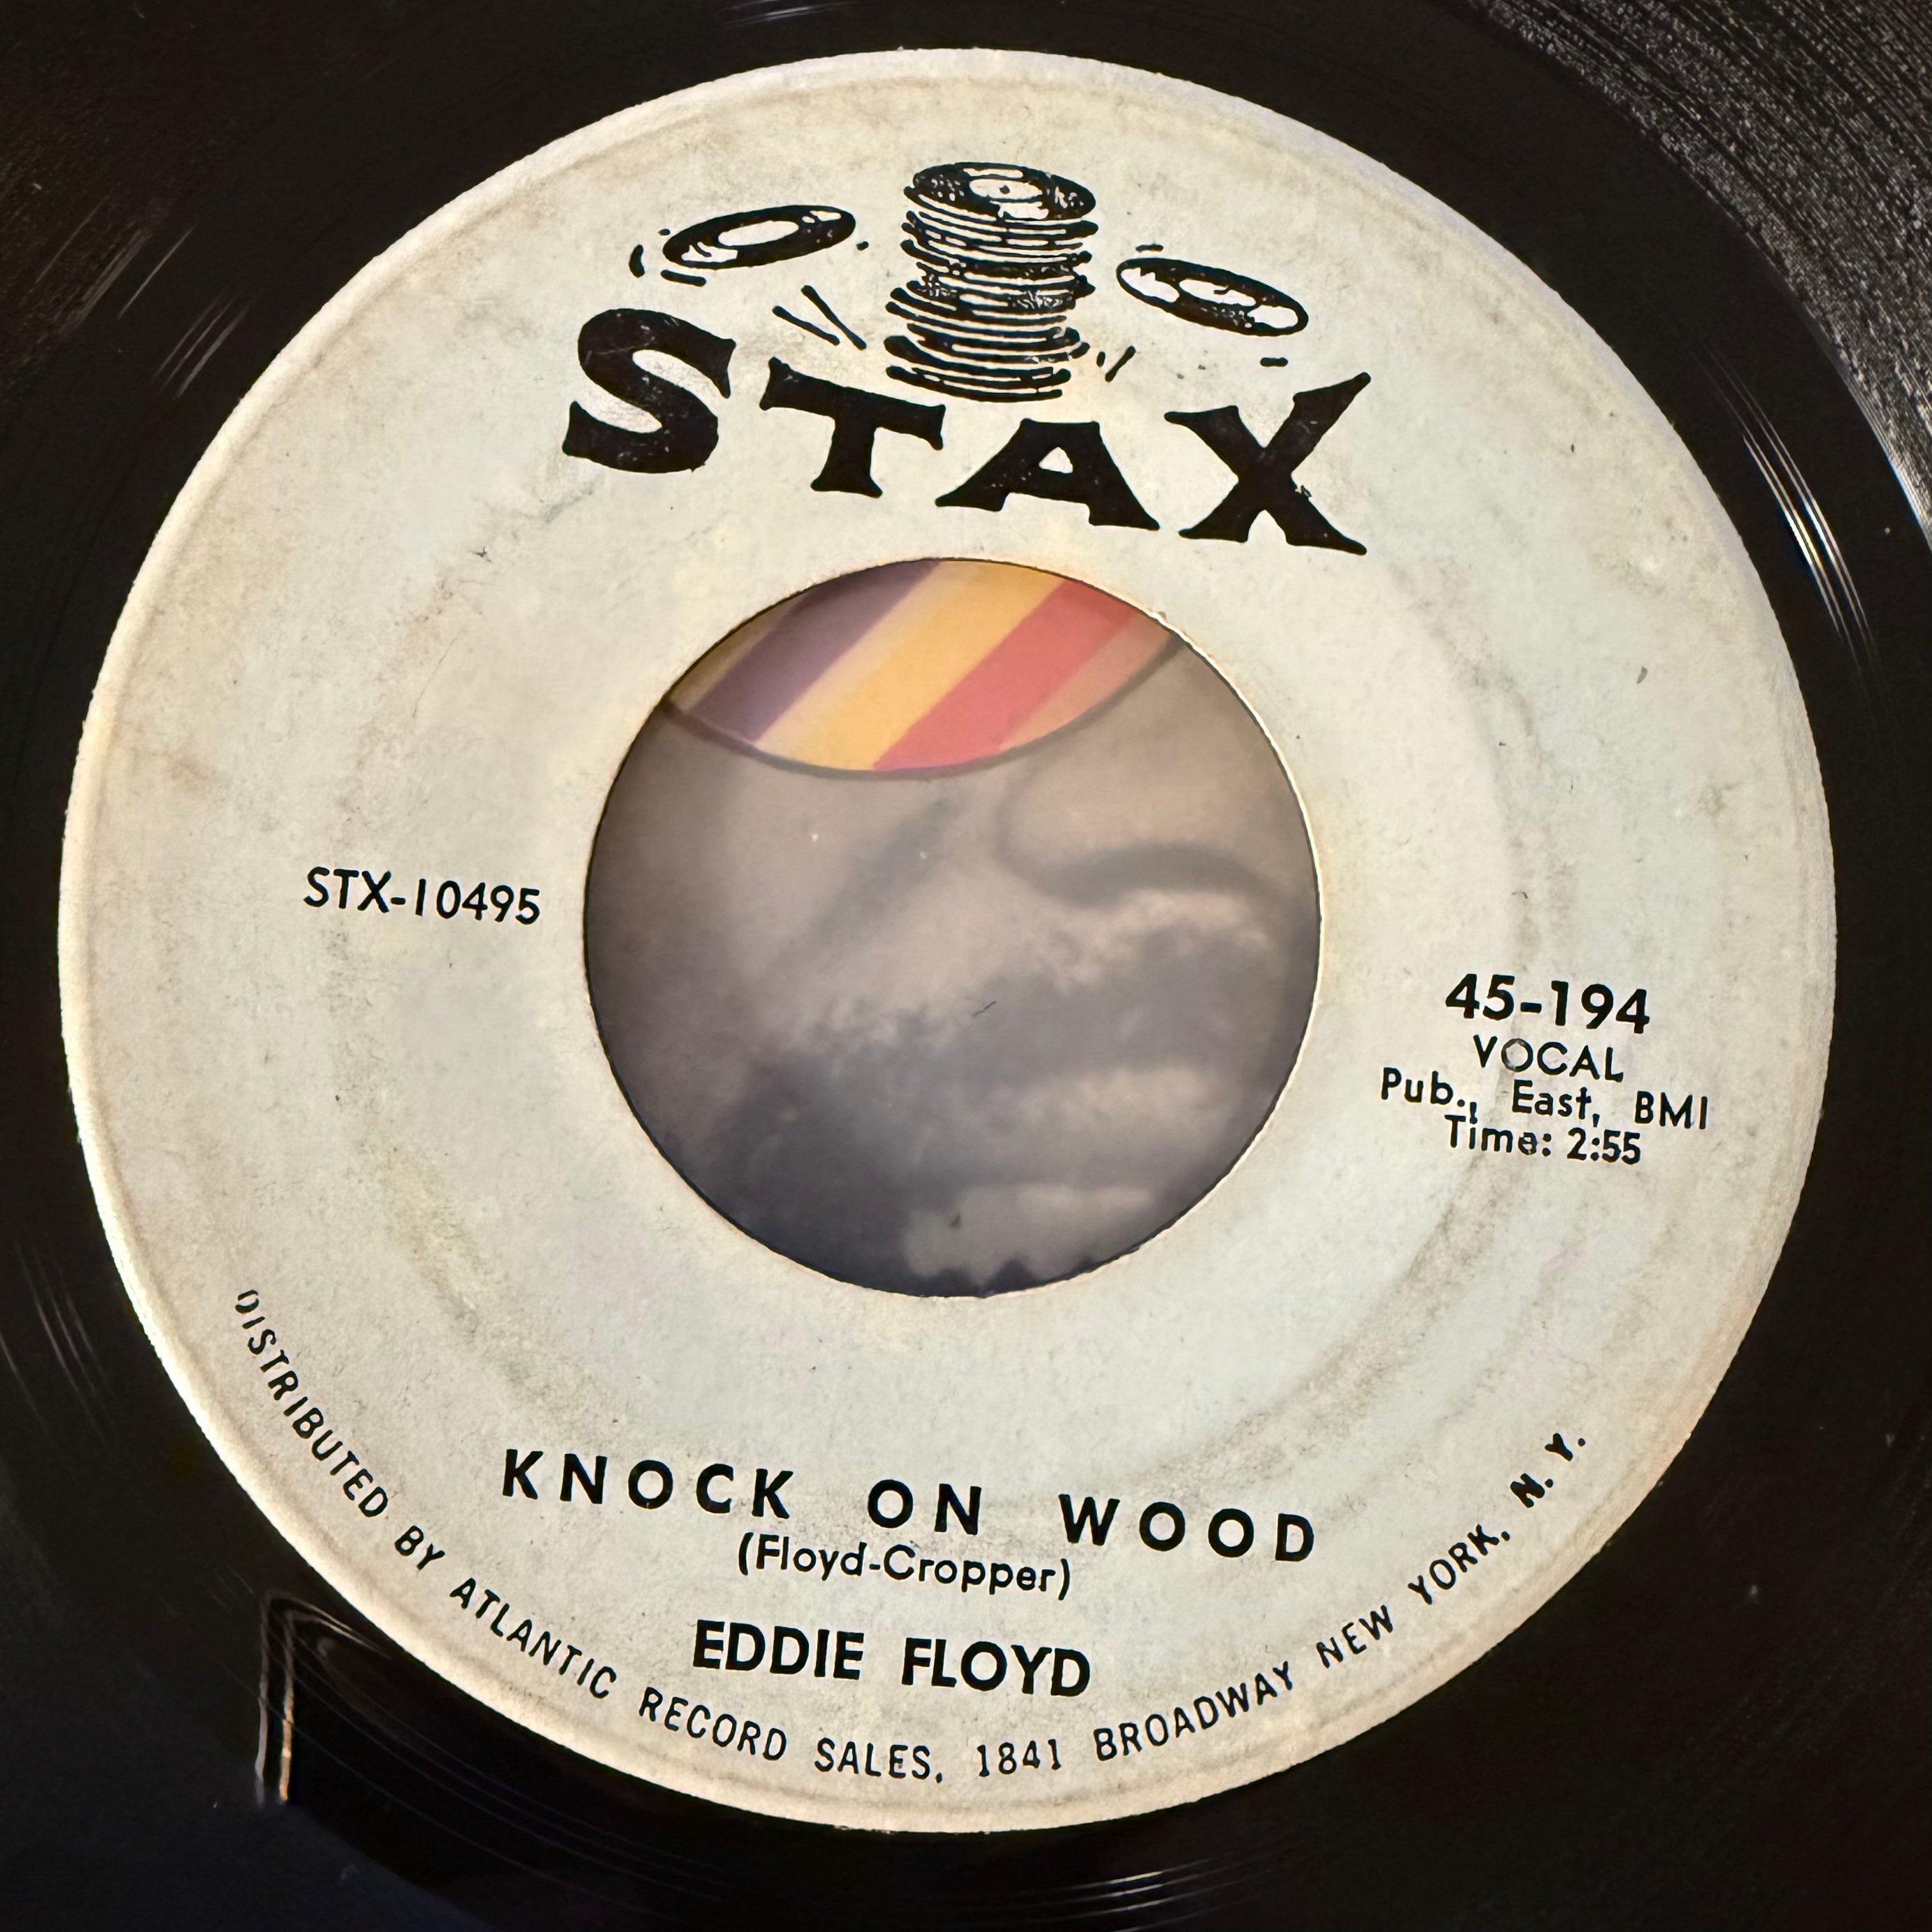 STAX
STX-10495
45-194
VOCAL
Pub., East, BMI
Time: 2:55
KNOCK ON WOOD
(Floyd-Cropper)
EDDIE FLOYD
DISTRIBUTED BY ATLANTIC RECORD SALES, 1841 BROADWAY NEW YORK, N. Y.